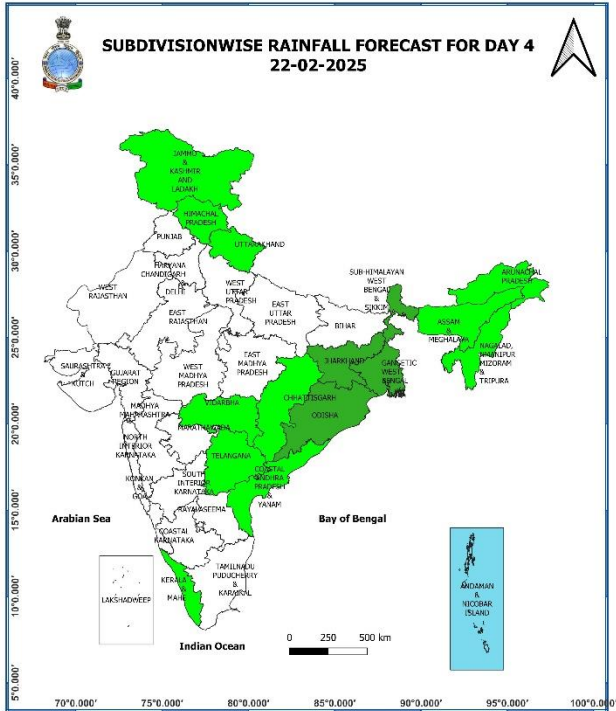 SUBDIVISIONWISE RAINFALL FORECAST FOR DAY 4
22-02-2025
40°0.000'
35°0.000'
30°0.000'
25°0.000'
20°0.000'
15°0.000'
10°0.000'
5°0.000'
JAMMU
&
KASHMIR
AND
LADAKH
HIMACHAL
PRADESH
PUNJAB
UTTARAKHAND
HARYANA
CHANDIGARH
&
DELHI
WEST
RAJASTHAN
WEST
UTTAR
PRADESH
EAST
UTTAR
PRADESH
EAST
RAJASTHAN
SUB-HIMALAYAN
WEST
BENGAL
&
SIKKIM
ARUNACHAL
PRADESH
BIHAR
ASSAM
&
MEGHALAYA
NAGALAD,
MANIPUR
MIZORAM
&
TRIPURA
SAURASHTRA
&
KUTCH
GUJARAT
REGION
WEST
MADHYA
PRADESH
EAST
MADHYA
PRADESH
JHARKHAND
GANGETIC
WEST
BENGAL
CHHATTISGARH
ODISHA
VIDARBHA
MADHYA
MAHARASHTRA
MARATHAWADA
NORTH
INTERIOR
KARNATAKA
TELANGANA
KONKAN
&
GOA
SOUTH
INTERIOR
KARNATAKA
COASTAL
ANDHRA
PRADESH
&
YANAM
RAYALASEEMA
COASTAL
KARNATAKA
Arabian Sea
Bay of Bengal
TAMILNADU
PUDUCHERRY
&
KARAIKAL
KERALA
&
MAHE
LAKSHADWEEP
ANDAMAN
&
NICOBAR
ISLAND
Indian Ocean
0 250 500 km
70°0.000' 75°0.000' 80°0.000' 85°0.000' 90°0.000' 95°0.000' 100°0.000'